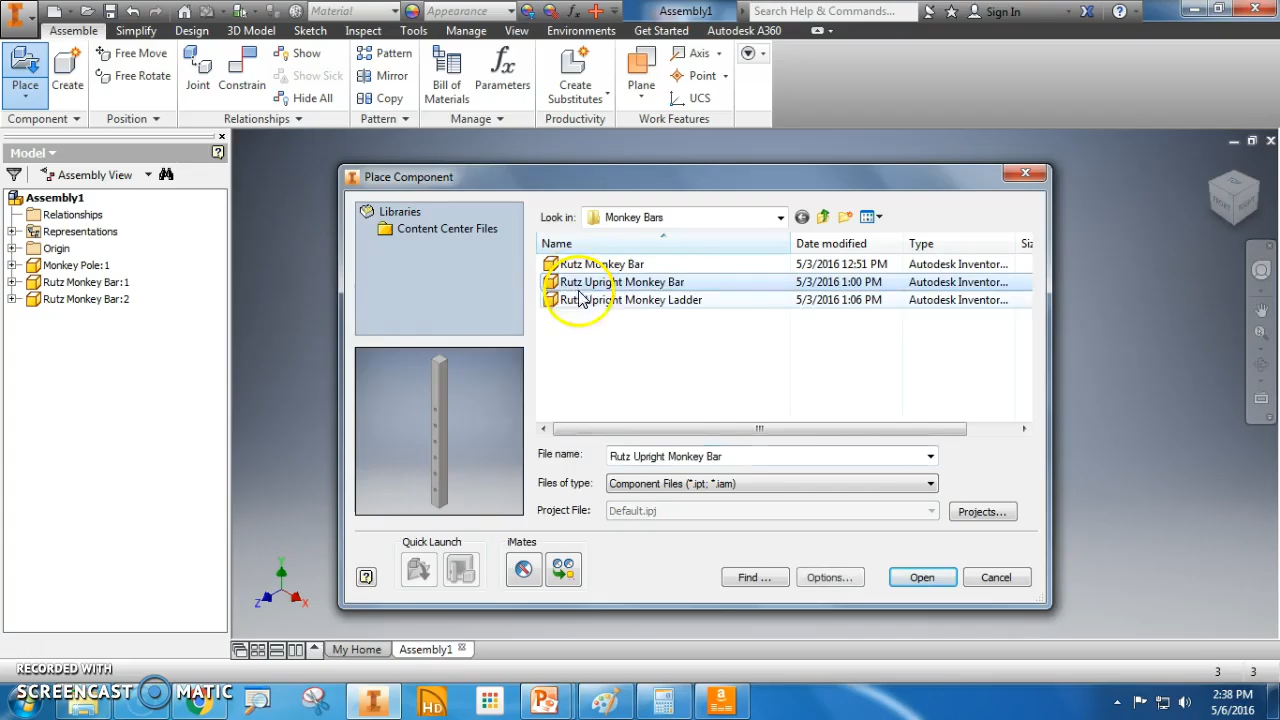 Material
Appearance
Assembly1
Search Help & Commands...
Sign In
Assemble Simplify Design 3D Model Sketch Inspect Tools Manage View Environments Get Started Autodesk A360
Place
Create
Free Move
Free Rotate
Joint
Constrain
Show
Show Sick
Hide All
Pattern
Mirror
Copy
Bill of
Materials
Parameters
Create
Substitutes
Plane
Axis
Point
UCS
Component Position Relationships Pattern Manage Productivity Work Features
Model
Assembly View
Assembly1
Relationships
Representations
Origin
Monkey Pole:1
Rutz Monkey Bar:1
Rutz Monkey Bar:2
Place Component
Libraries
Content Center Files
Look in: Monkey Bars
Name Date modified Type
Rutz Monkey Bar 5/3/2016 12:51 PM Autodesk Inventor...
Rutz Upright Monkey Bar 5/3/2016 1:00 PM Autodesk Inventor...
Rutz Upright Monkey Ladder 5/3/2016 1:06 PM Autodesk Inventor...
File name: Rutz Upright Monkey Bar
Files of type: Component Files (*.ipt; *.iam)
Project File: Default.ipj Projects...
Quick Launch iMates
Find ... Options... Open Cancel
FRONT
Y
Z
X
My Home Assembly1
3 3
RECORDED WITH
SCREENCAST MATIC
HD
a
2:38 PM
5/6/2016